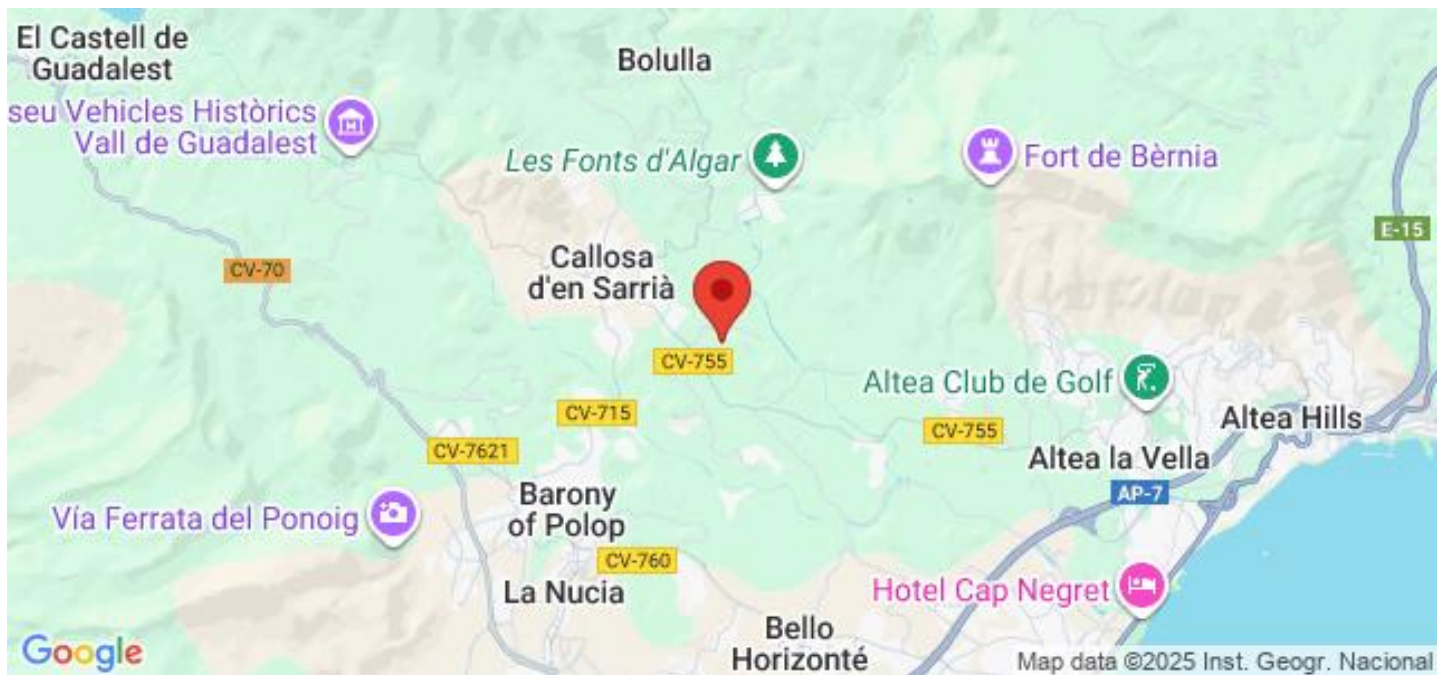 El Castell de
Guadalest
Bolulla
seu Vehicles Històrics
Vall de Guadalest
Les Fonts d'Algar
Fort de Bèrnia
E-15
Callosa
d'en Sarrià
CV-70
CV-755
Altea Club de Golf
CV-715
CV-755
Altea Hills
CV-7621
Altea la Vella
AP-7
Barony
of Polop
Vía Ferrata del Ponoig
CV-760
La Nucia
Hotel Cap Negret
Bello
Horizonté
Google
Map data ©2025 Inst. Geogr. Nacional